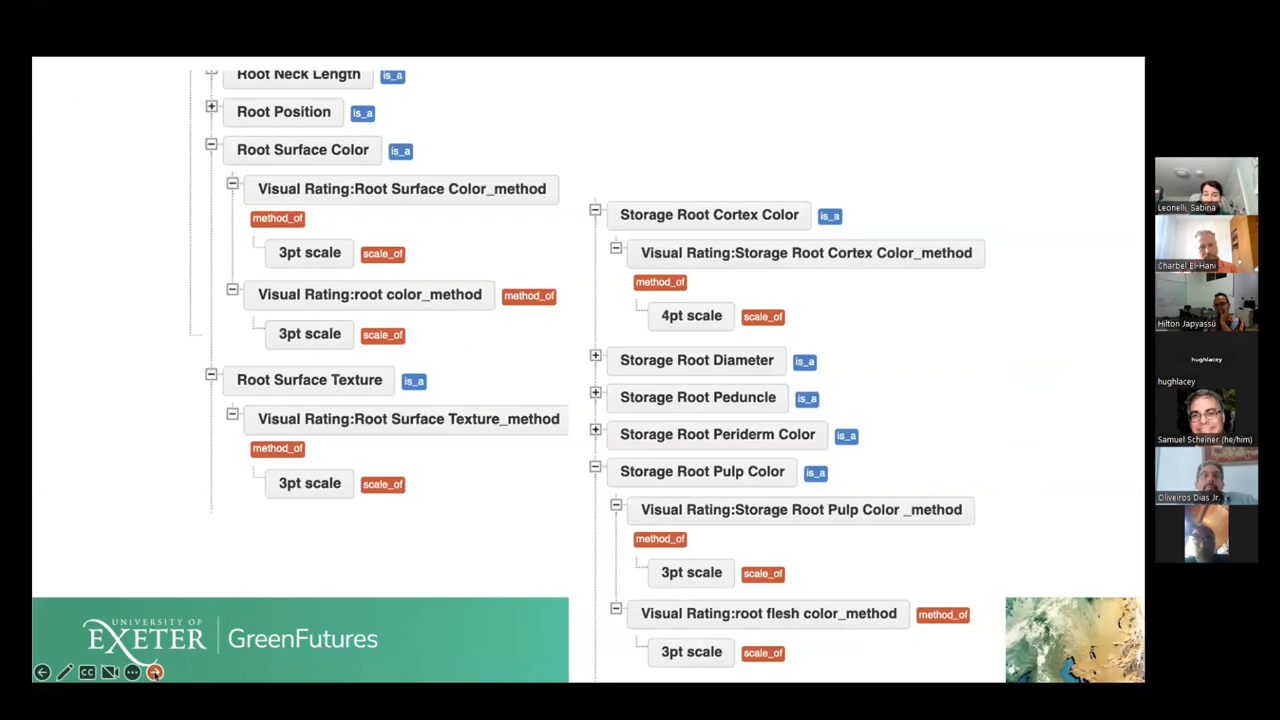 Root Neck Length is_a
Root Position is_a
Root Surface Color is_a
Visual Rating:Root Surface Color_method
method_of
3pt scale scale_of
Visual Rating:root color_method method_of
3pt scale scale_of
Root Surface Texture is_a
Visual Rating:Root Surface Texture_method
method_of
3pt scale scale_of
Storage Root Cortex Color is_a
Visual Rating:Storage Root Cortex Color_method
method_of
4pt scale scale_of
Storage Root Diameter is_a
Storage Root Peduncle is_a
Storage Root Periderm Color is_a
Storage Root Pulp Color is_a
Visual Rating:Storage Root Pulp Color _method
method_of
3pt scale scale_of
Visual Rating:root flesh color_method method_of
3pt scale scale_of
UNIVERSITY OF
EXETER
GreenFutures
CC
Leonelli, Sabina
Charbel El-Hani
Hilton Japyassú
hughlacey
hughlacey
Samuel Scheiner (he/him)
Oliveiros Dias Jr.